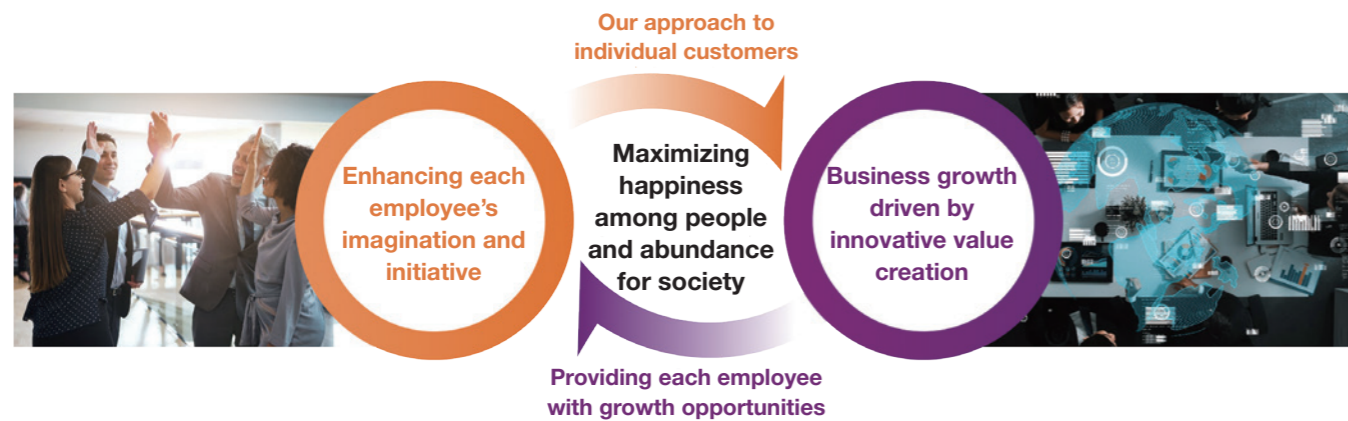 Our approach to
individual customers
Enhancing each
employee’s
imagination and
initiative
Maximizing
happiness
among people
and abundance
for society
Business growth
driven by
innovative value
creation
Providing each employee
with growth opportunities